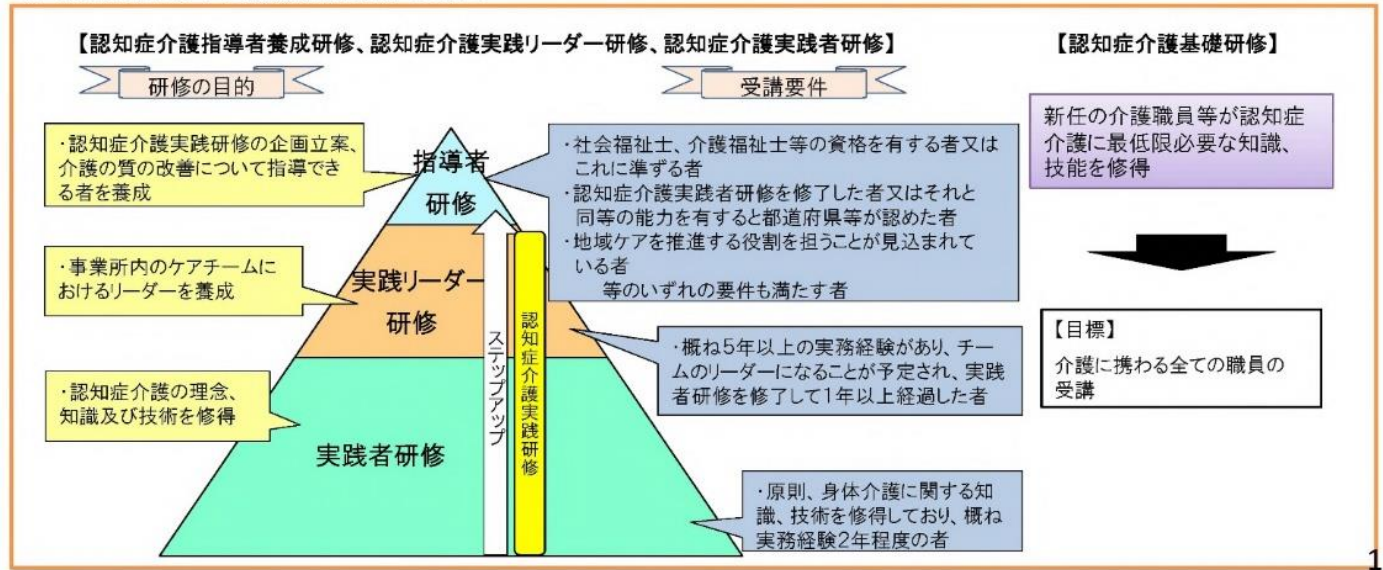 【認知症介護指導者養成研修、認知症介護実践リーダー研修、認知症介護実践者研修】
研修の目的
受講要件
・認知症介護実践研修の企画立案、
介護の質の改善について指導でき
る者を養成
・事業所内のケアチームに
おけるリーダーを養成
・認知症介護の理念、
知識及び技術を修得
指導者
研修
実践リーダー
研修
実践者研修
ステップアップ
認知症介護実践研修
・社会福祉士、介護福祉士等の資格を有する者又は
これに準ずる者
・認知症介護実践者研修を修了した者又はそれと
同等の能力を有すると都道府県等が認めた者
・地域ケアを推進する役割を担うことが見込まれて
いる者
等のいずれの要件も満たす者
・概ね5年以上の実務経験があり、チー
ムのリーダーになることが予定され、実践
者研修を修了して1年以上経過した者
・原則、身体介護に関する知
識、技術を修得しており、概ね
実務経験2年程度の者
【認知症介護基礎研修】
新任の介護職員等が認知症
介護に最低限必要な知識、
技能を修得
【目標】
介護に携わる全ての職員の
受講
1